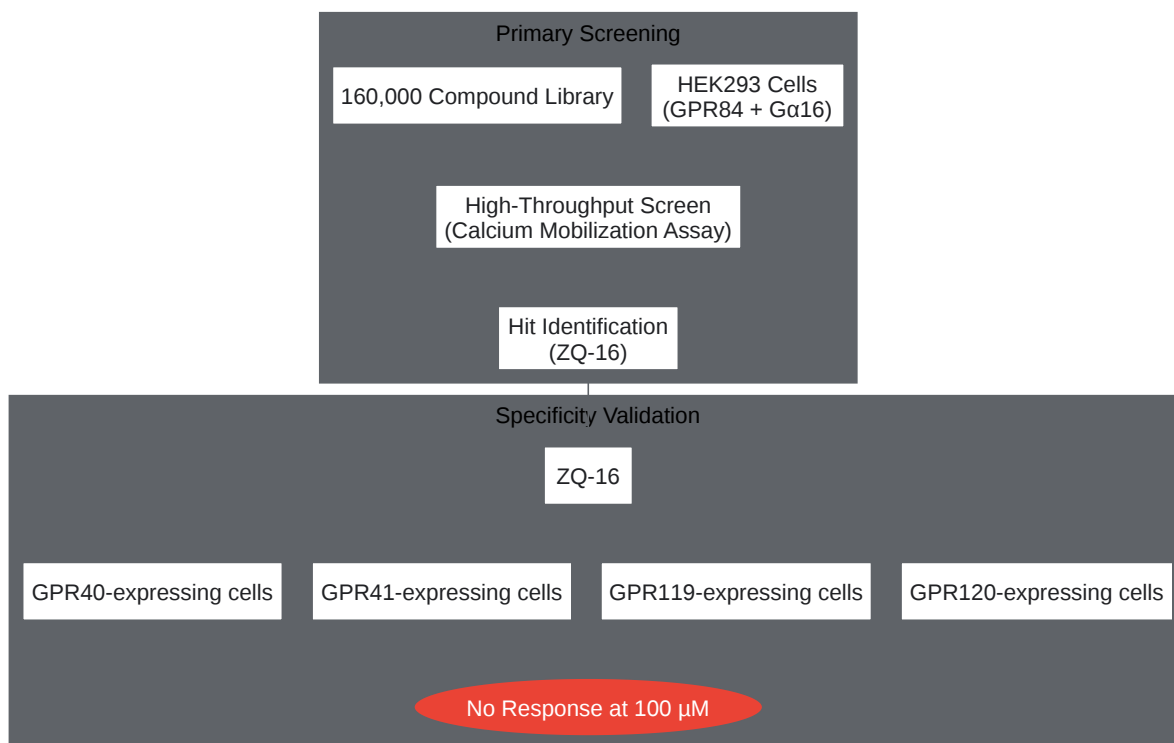 Primary Screening
160,000 Compound Library
HEK293 Cells
(GPR84 + Gα16)
High-Throughput Screen
(Calcium Mobilization Assay)
Hit Identification
(ZQ-16)
Specificity Validation
ZQ-16
GPR40-expressing cells
GPR41-expressing cells
GPR119-expressing cells
GPR120-expressing cells
No Response at 100 µM